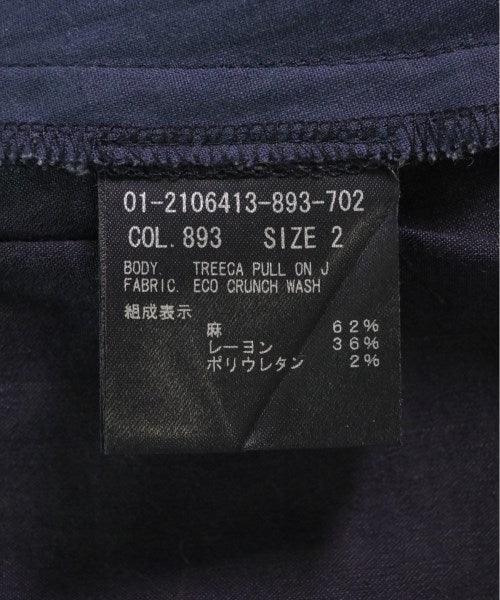 01-2106413-893-702
COL. 893 SIZE 2
BODY. TREECA PULL ON J
FABRIC. ECO CRUNCH WASH
組成表示
麻 62%
レーヨン 36%
ポリウレタン 2%